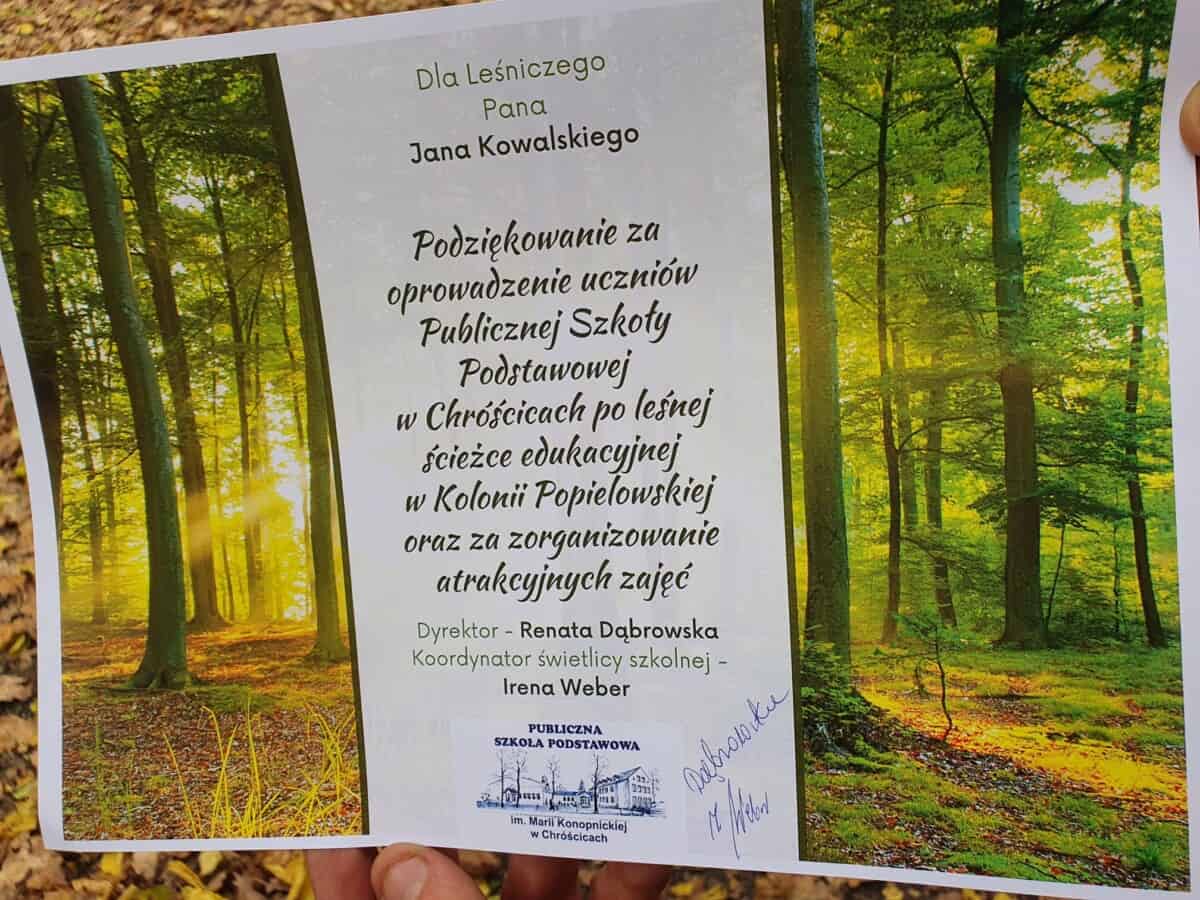 Dla Leśniczego
Pana
Jana Kowalskiego
Podziękowanie za
oprowadzenie uczniów
Publicznej Szkoły
Podstawowej
w Chróścicach po leśnej
ścieżce edukacyjnej
w Kolonii Popielowskiej
oraz za zorganizowanie
atrakcyjnych zajęć
Dyrektor - Renata Dąbrowska
Koordynator świetlicy szkolnej -
Irena Weber
PUBLICZNA
SZKOŁA PODSTAWOWA
im. Marii Konopnickiej
w Chróścicach
Dąbrowska
Weber